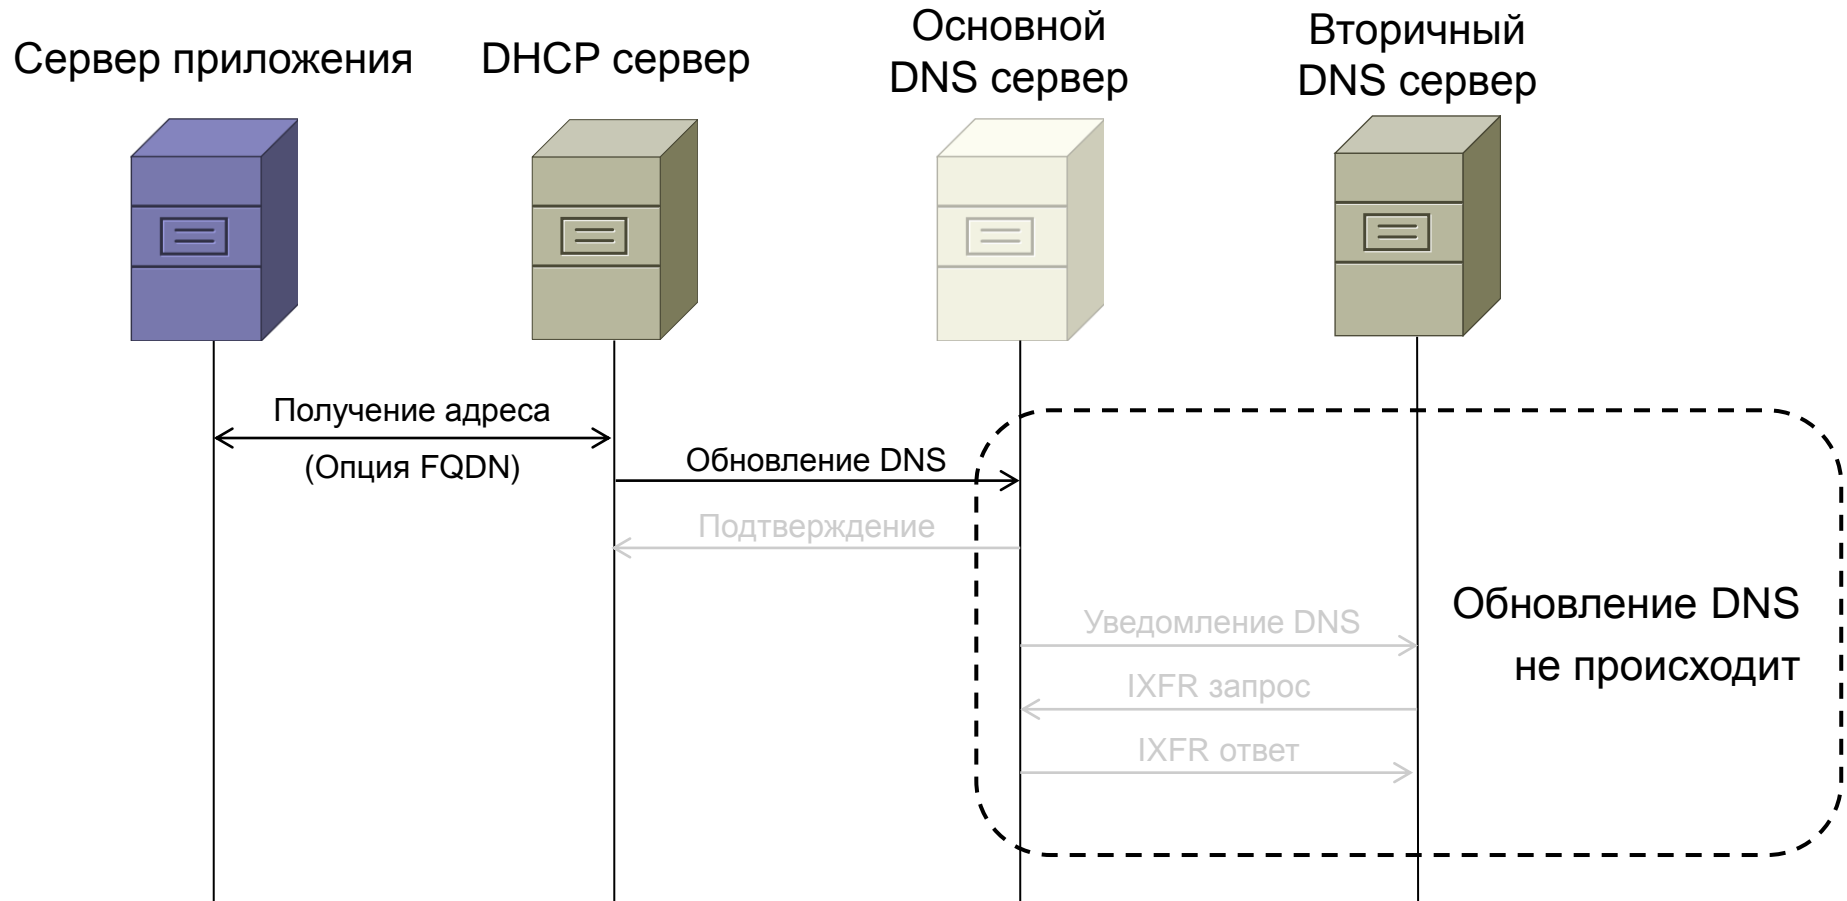 Сервер приложения
DHCP сервер
Основной
DNS сервер
Вторичный
DNS сервер
Получение адреса
(Опция FQDN)
Обновление DNS
Подтверждение
Уведомление DNS
IXFR запрос
IXFR ответ
Обновление DNS
не происходит